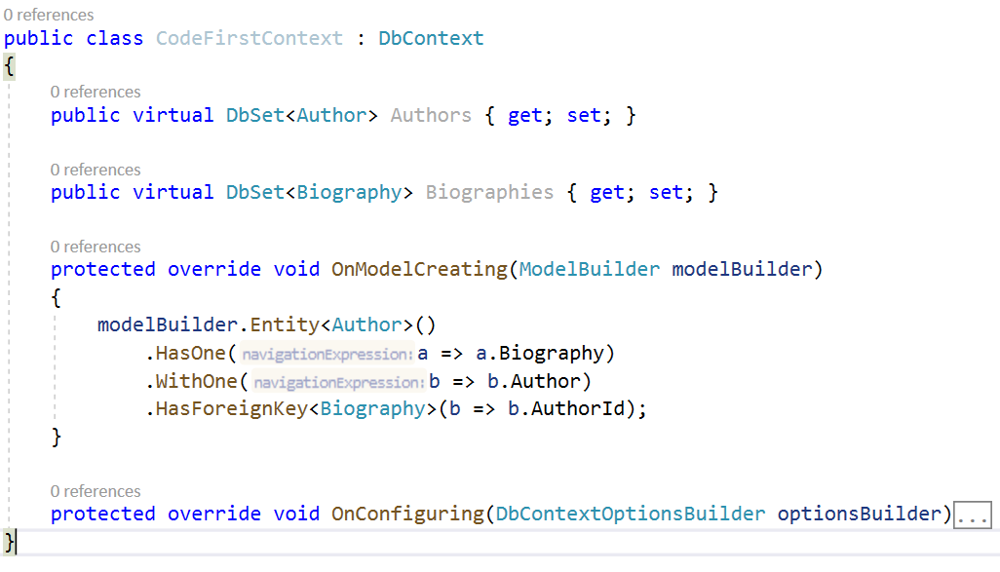 0 references
public class CodeFirstContext : DbContext
{
0 references
public virtual DbSet<Author> Authors { get; set; }
0 references
public virtual DbSet<Biography> Biographies { get; set; }
0 references
protected override void OnModelCreating(ModelBuilder modelBuilder)
{
modelBuilder.Entity<Author>()
.HasOne(navigationExpression: a => a.Biography)
.WithOne(navigationExpression: b => b.Author)
.HasForeignKey<Biography>(b => b.AuthorId);
}
0 references
protected override void OnConfiguring(DbContextOptionsBuilder optionsBuilder)...
}